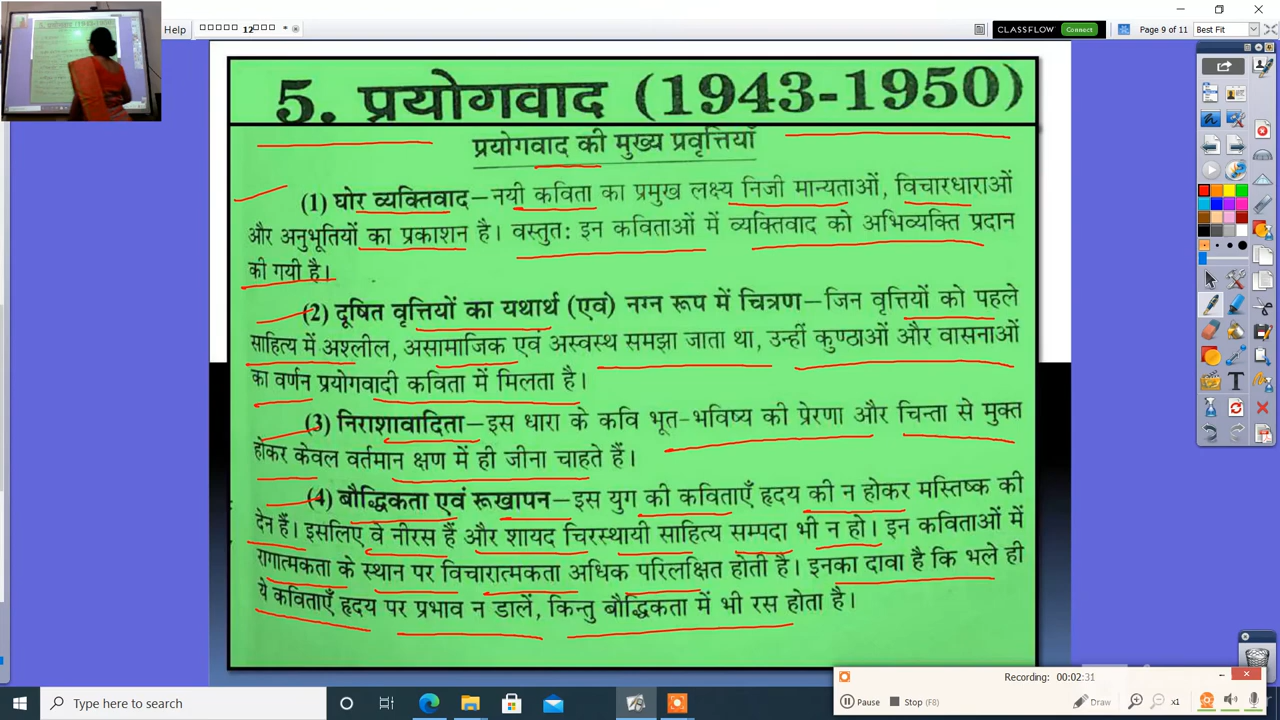 Help
12
CLASSFLOW
Connect
Page 9 of 11
Best Fit
5. प्रयोगवाद (1943-1950)
प्रयोगवाद की मुख्य प्रवृत्तियाँ
(1) घोर व्यक्तिवाद–नयी कविता का प्रमुख लक्ष्य निजी मान्यताओं, विचारधाराओं
और अनुभूतियों का प्रकाशन है। वस्तुत: इन कविताओं में व्यक्तिवाद को अभिव्यक्ति प्रदान
की गयी है।
(2) दूषित वृत्तियों का यथार्थ (एवं) नग्न रूप में चित्रण–जिन वृत्तियों को पहले
साहित्य में अश्लील, असामाजिक एवं अस्वस्थ समझा जाता था, उन्हीं कुण्ठाओं और वासनाओं
का वर्णन प्रयोगवादी कविता में मिलता है।
(3) निराशावादिता–इस धारा के कवि भूत-भविष्य की प्रेरणा और चिन्ता से मुक्त
होकर केवल वर्तमान क्षण में ही जीना चाहते हैं।
(4) बौद्धिकता एवं रूखापन–इस युग की कविताएँ हृदय की न होकर मस्तिष्क की
देन हैं। इसलिए वे नीरस हैं और शायद चिरस्थायी साहित्य सम्पदा भी न हो। इन कविताओं में
रागात्मकता के स्थान पर विचारात्मकता अधिक परिलक्षित होती है। इनका दावा है कि भले ही
ये कविताएँ हृदय पर प्रभाव न डालें, किन्तु बौद्धिकता में भी रस होता है।
Recording: 00:02:31
Pause
Stop (F8)
Draw
x1
Type here to search